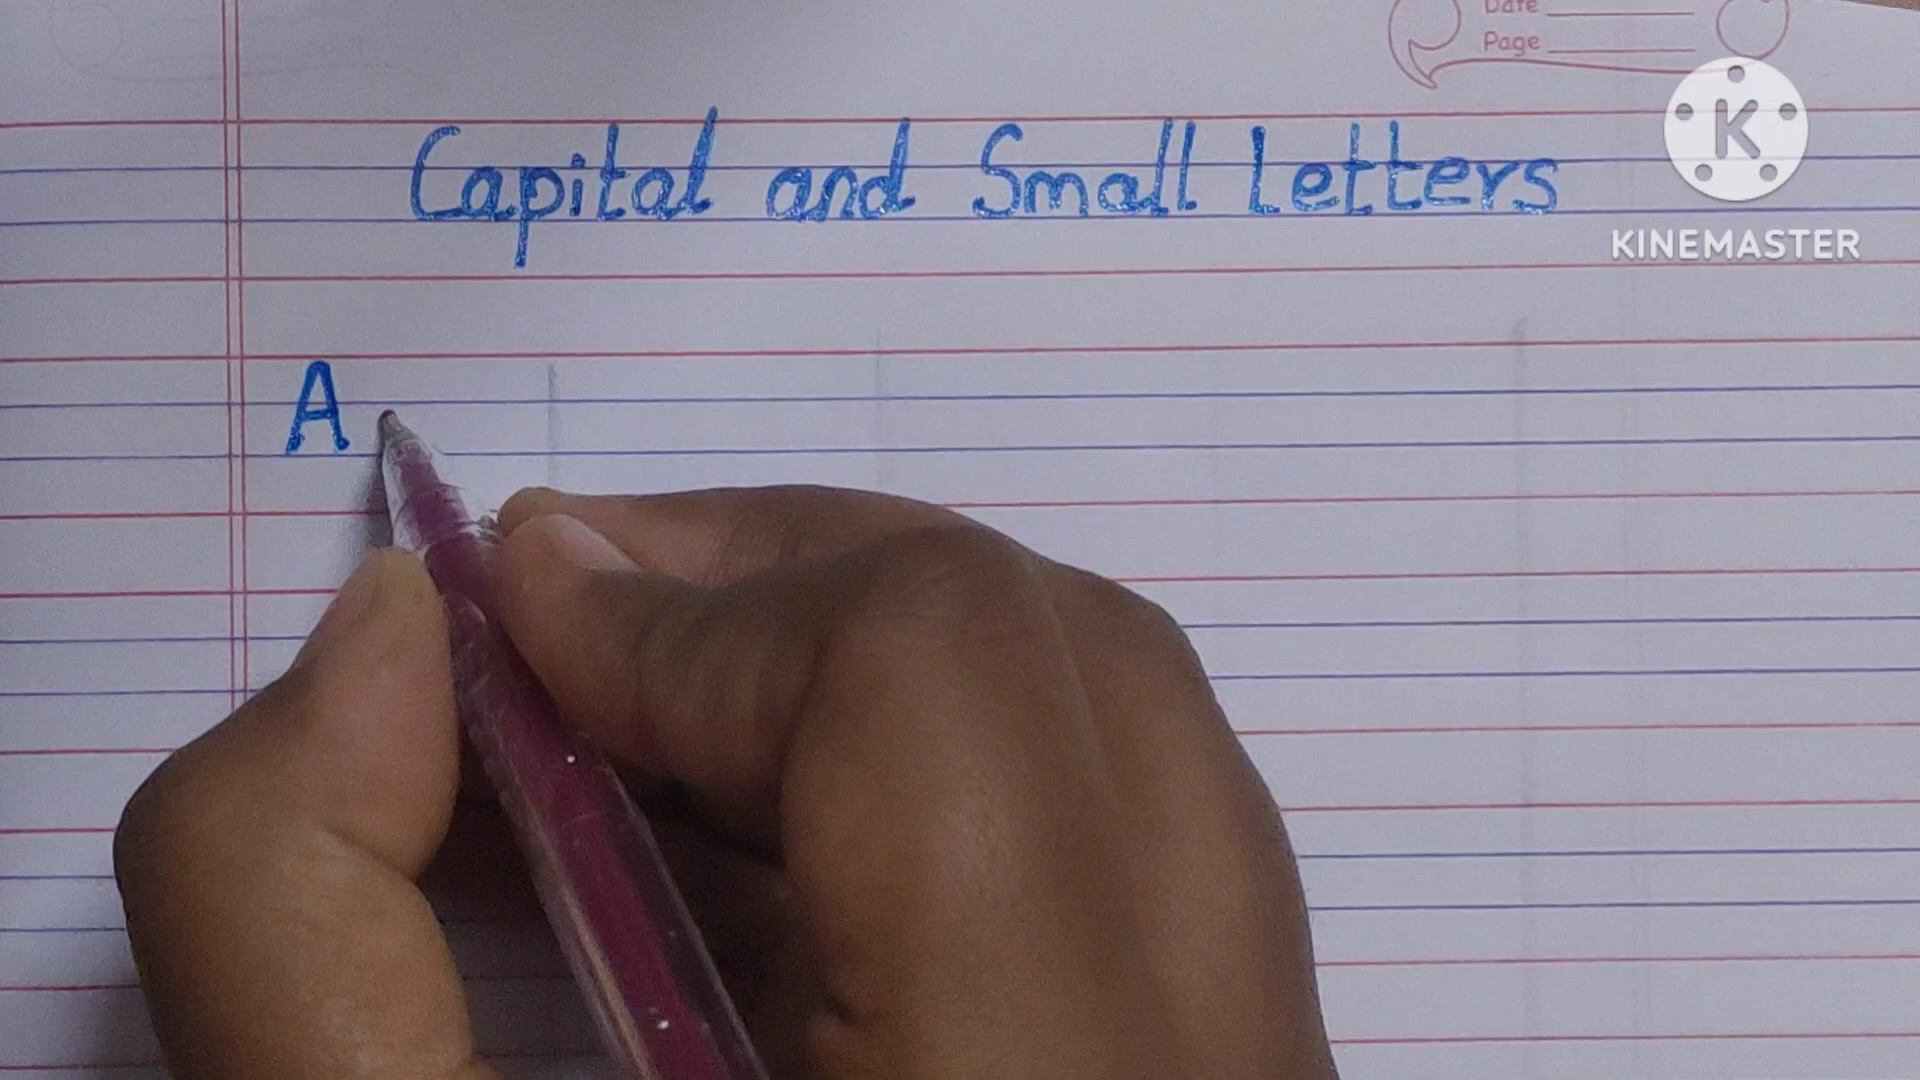 Date
Page
K
KINEMASTER
Capital and Small Letters
A